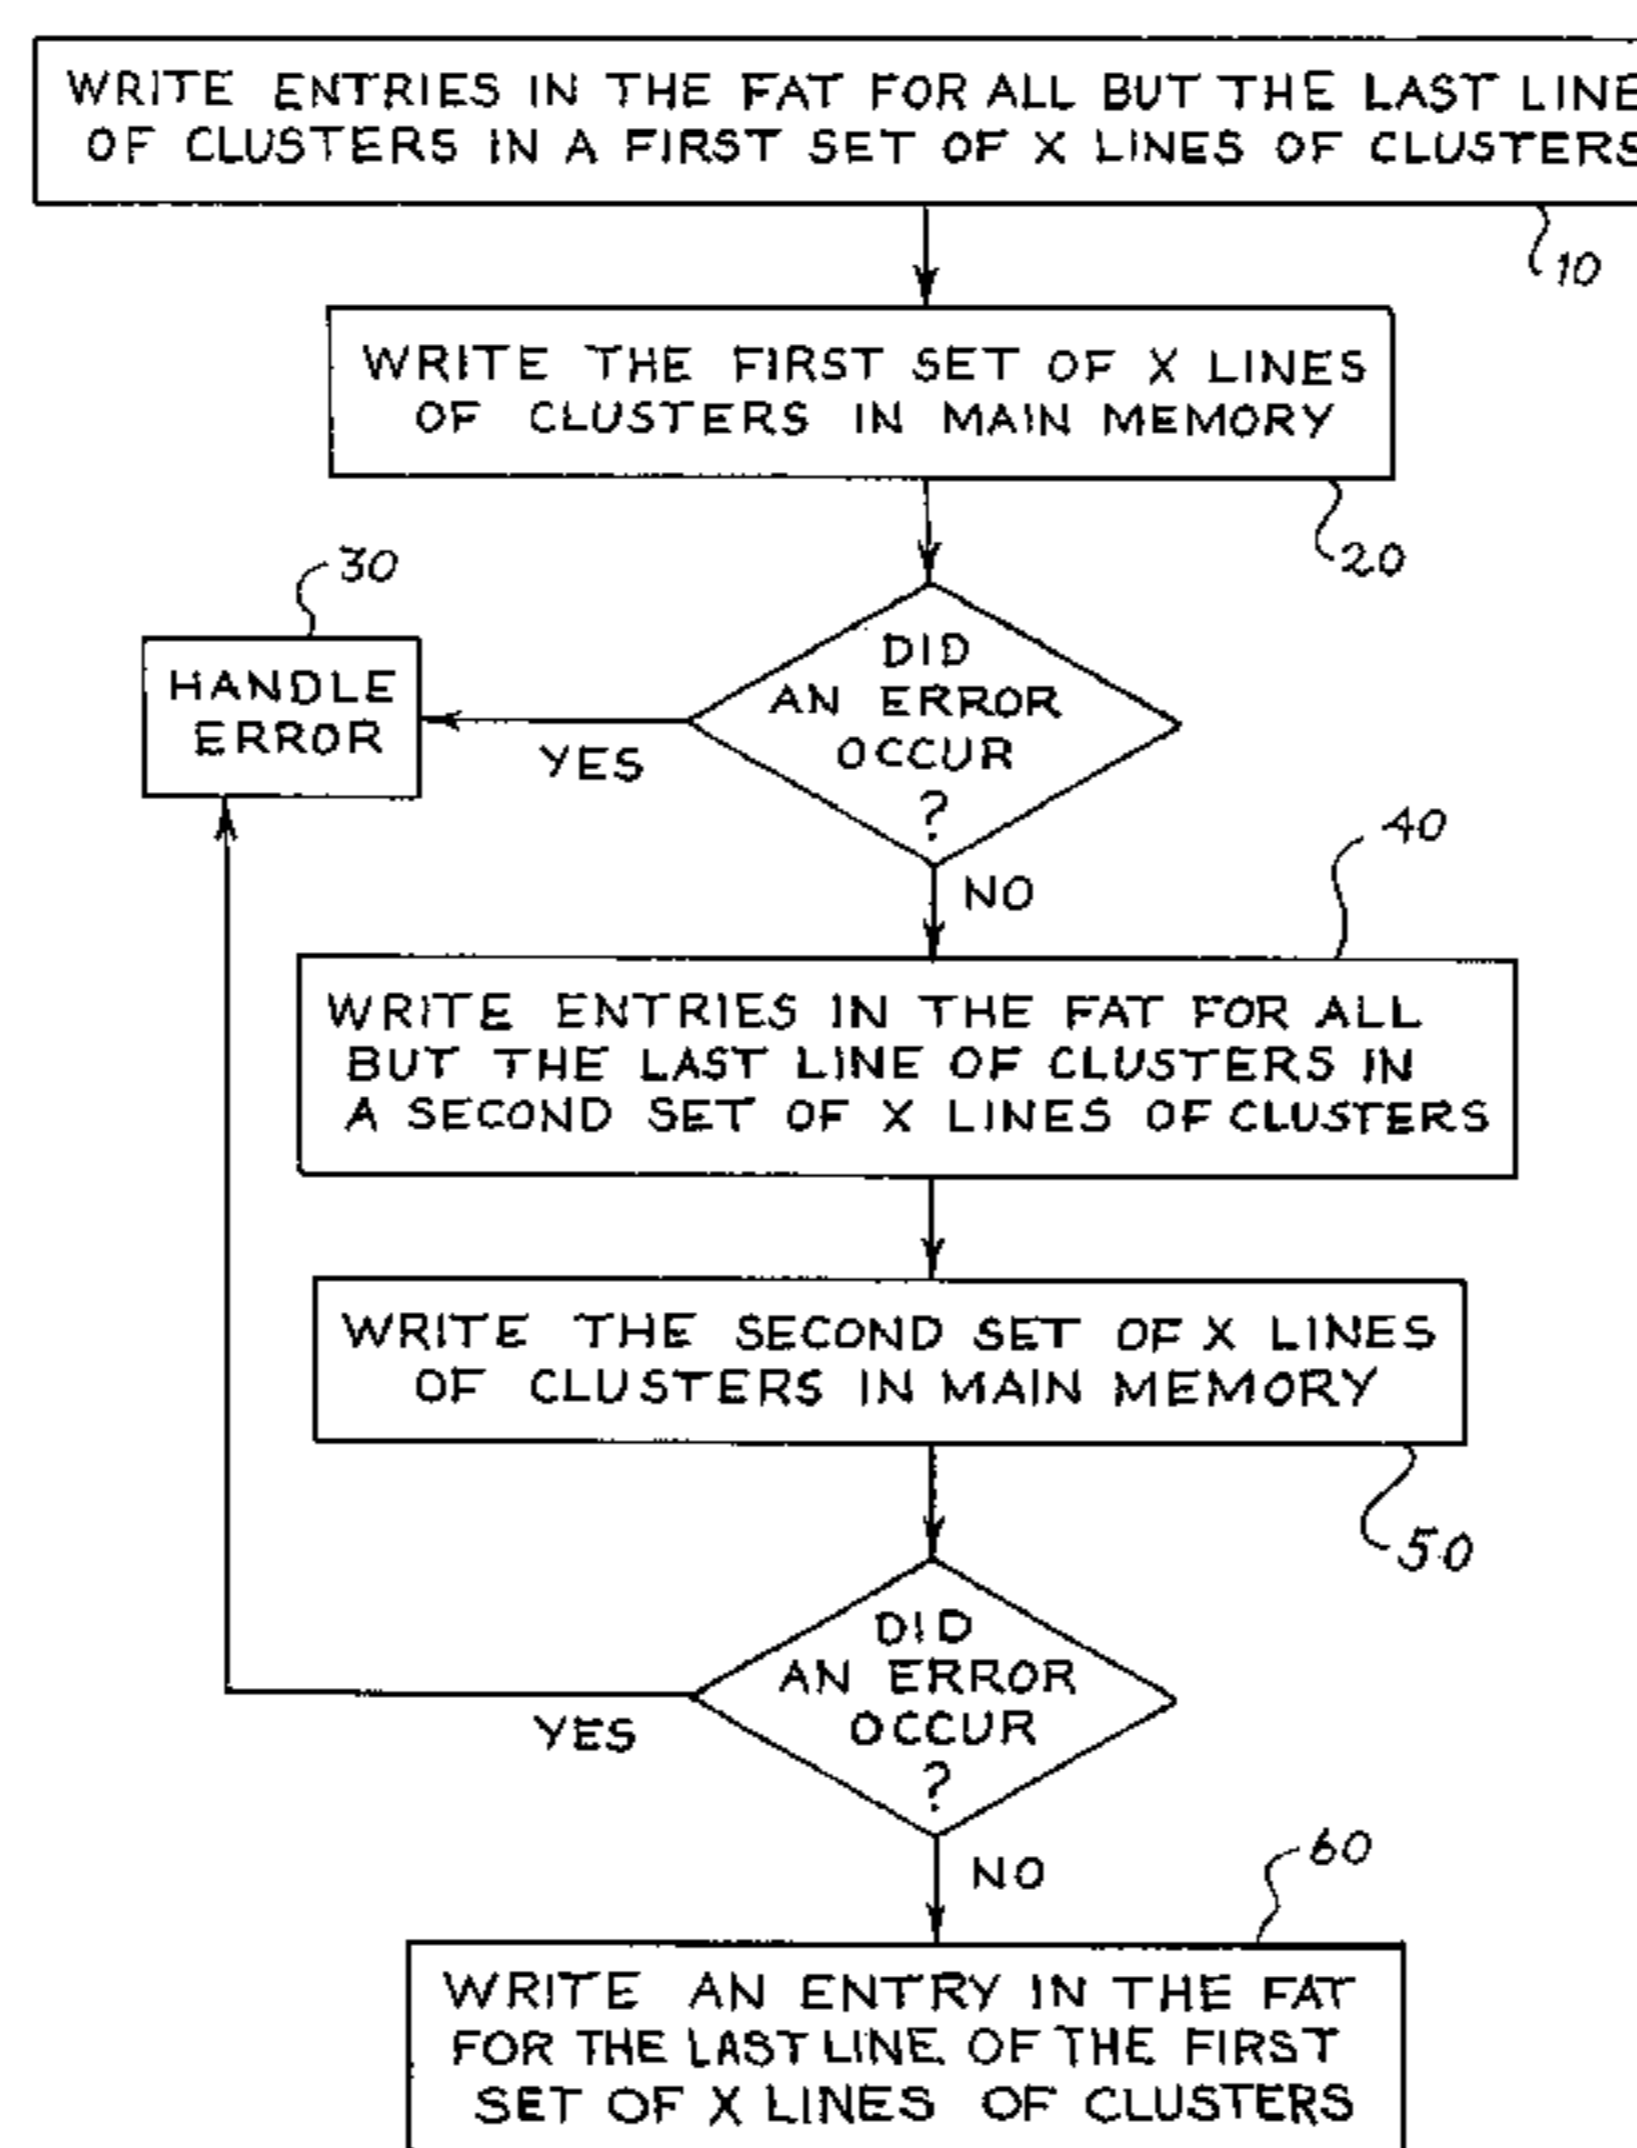 WRITE ENTRIES IN THE FAT FOR ALL BUT THE LAST LINE
OF CLUSTERS IN A FIRST SET OF X LINES OF CLUSTERS
10
WRITE THE FIRST SET OF X LINES
OF CLUSTERS IN MAIN MEMORY
20
30
HANDLE
ERROR
DID
AN ERROR
OCCUR
?
YES
NO
40
WRITE ENTRIES IN THE FAT FOR ALL
BUT THE LAST LINE OF CLUSTERS IN
A SECOND SET OF X LINES OF CLUSTERS
WRITE THE SECOND SET OF X LINES
OF CLUSTERS IN MAIN MEMORY
50
DID
AN ERROR
OCCUR
?
YES
NO
60
WRITE AN ENTRY IN THE FAT
FOR THE LAST LINE OF THE FIRST
SET OF X LINES OF CLUSTERS